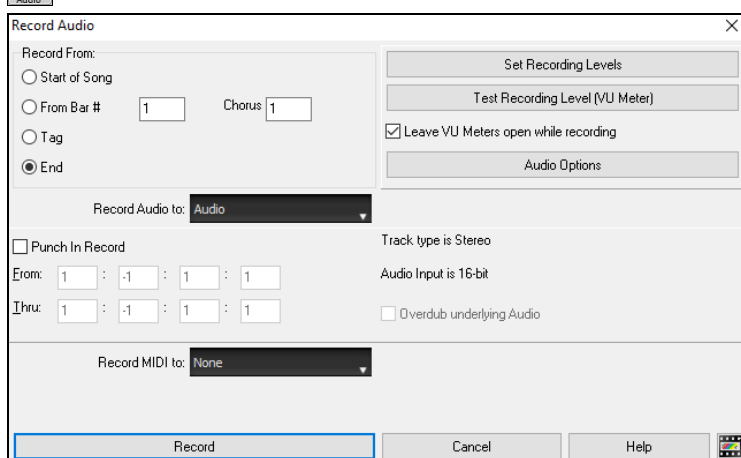 Audio
Record Audio
Record From:
Start of Song
From Bar # 1 Chorus 1
Tag
End
Set Recording Levels
Test Recording Level (VU Meter)
Leave VU Meters open while recording
Audio Options
Record Audio to: Audio
Punch In Record
From: 1 : -1 : 1 : 1
Thru: 1 : -1 : 1 : 1
Track type is Stereo
Audio Input is 16-bit
Overdub underlying Audio
Record MIDI to: None
Record Cancel Help